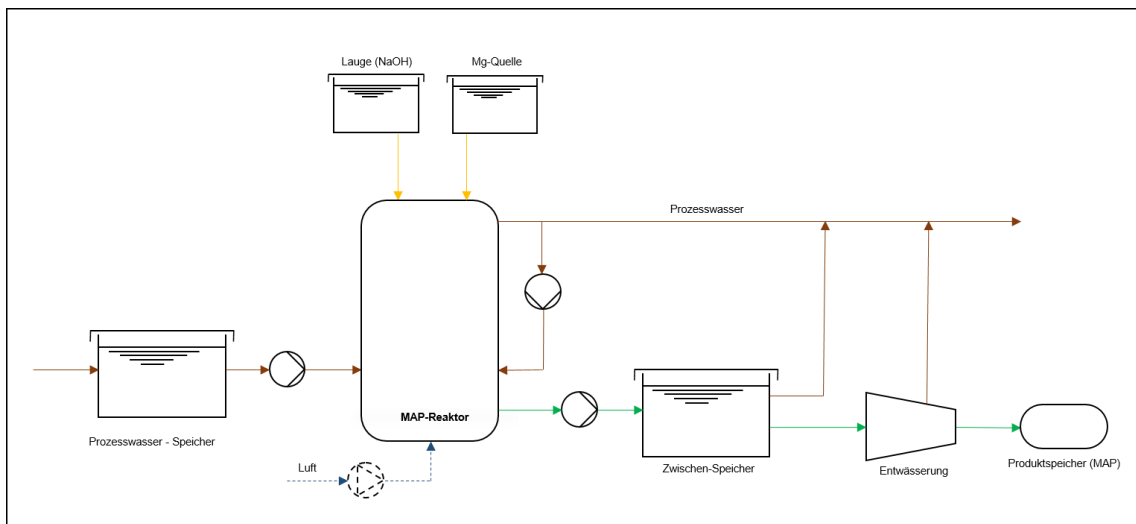 Lauge (NaOH)
Mg-Quelle
Prozesswasser
MAP-Reaktor
Prozesswasser - Speicher
Luft
Zwischen-Speicher
Entwässerung
Produktspeicher (MAP)